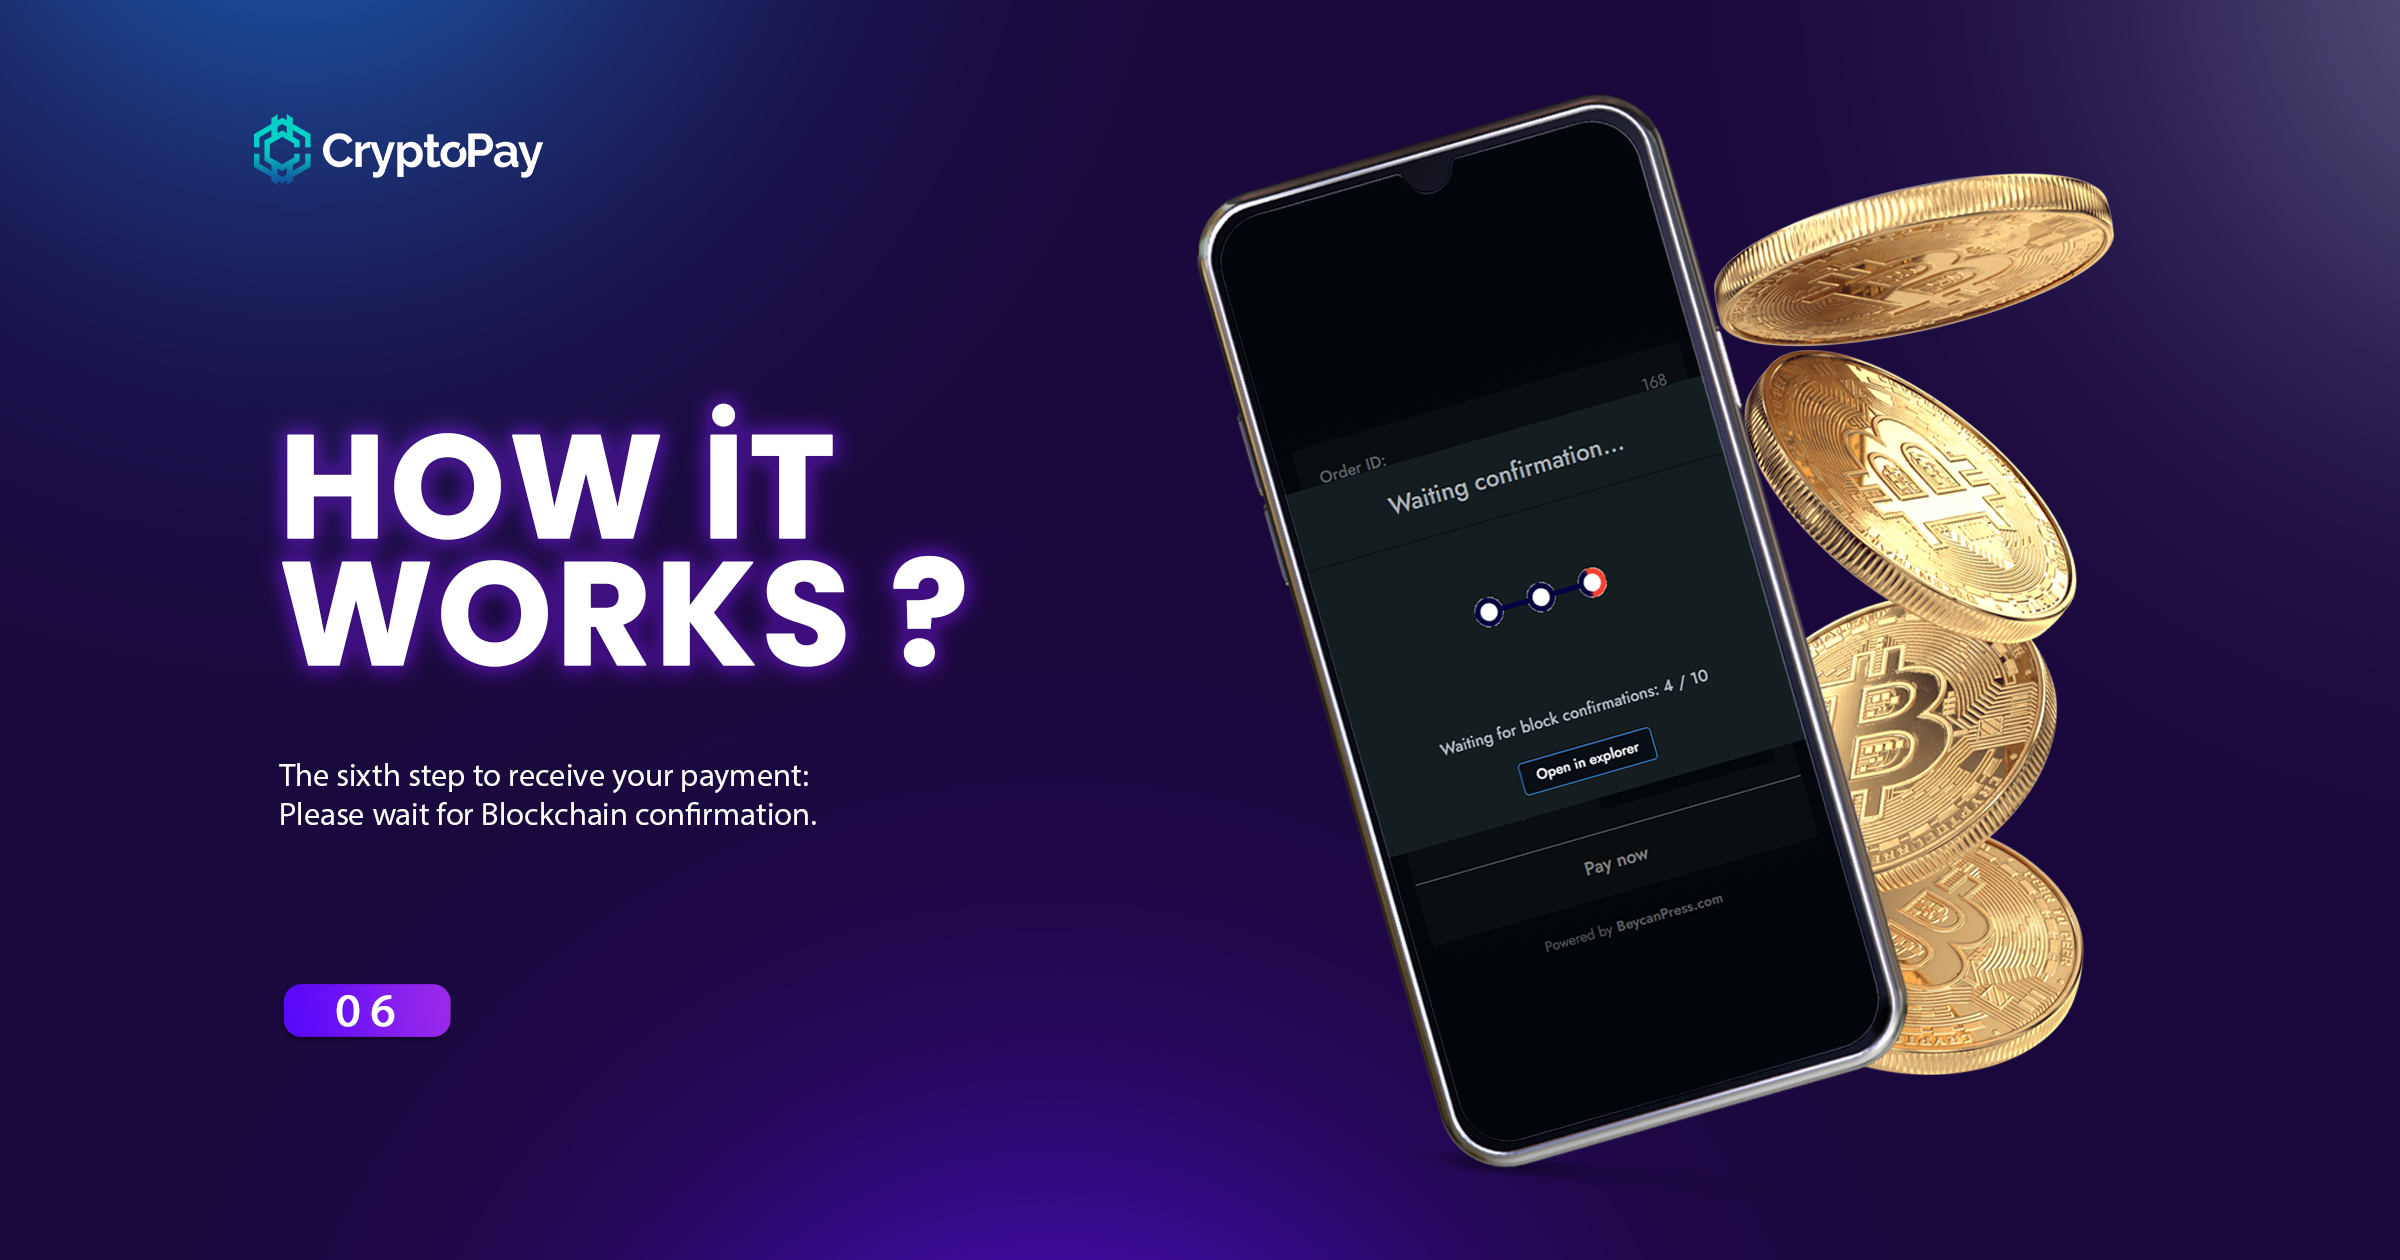 CryptoPay
HOW İT
WORKS ?
The sixth step to receive your payment:
Please wait for Blockchain confirmation.
06
168
Order ID:
Waiting confirmation...
Waiting for block confirmations: 4 / 10
Open in explorer
Pay now
Powered by BeycanPress.com